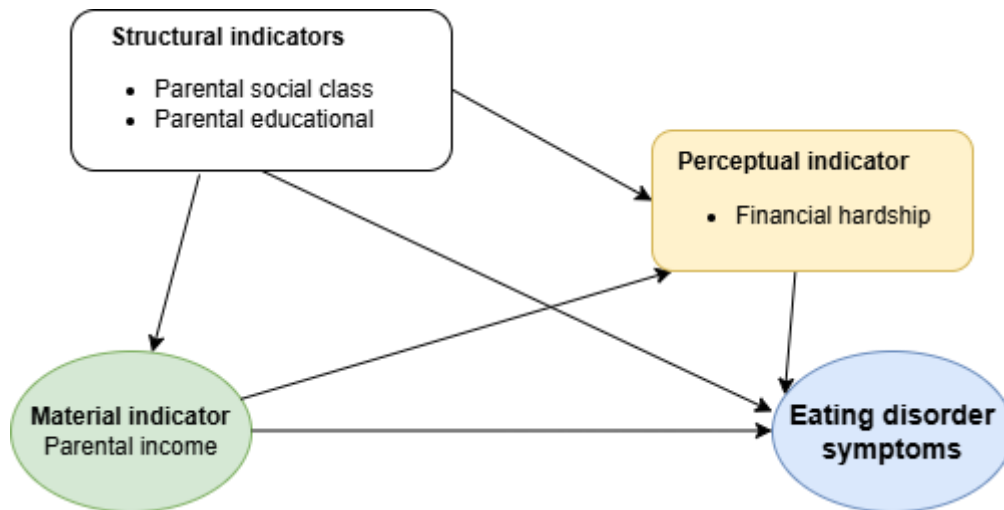 Structural indicators
• Parental social class
• Parental educational
Perceptual indicator
• Financial hardship
Material indicator
Parental income
Eating disorder
symptoms